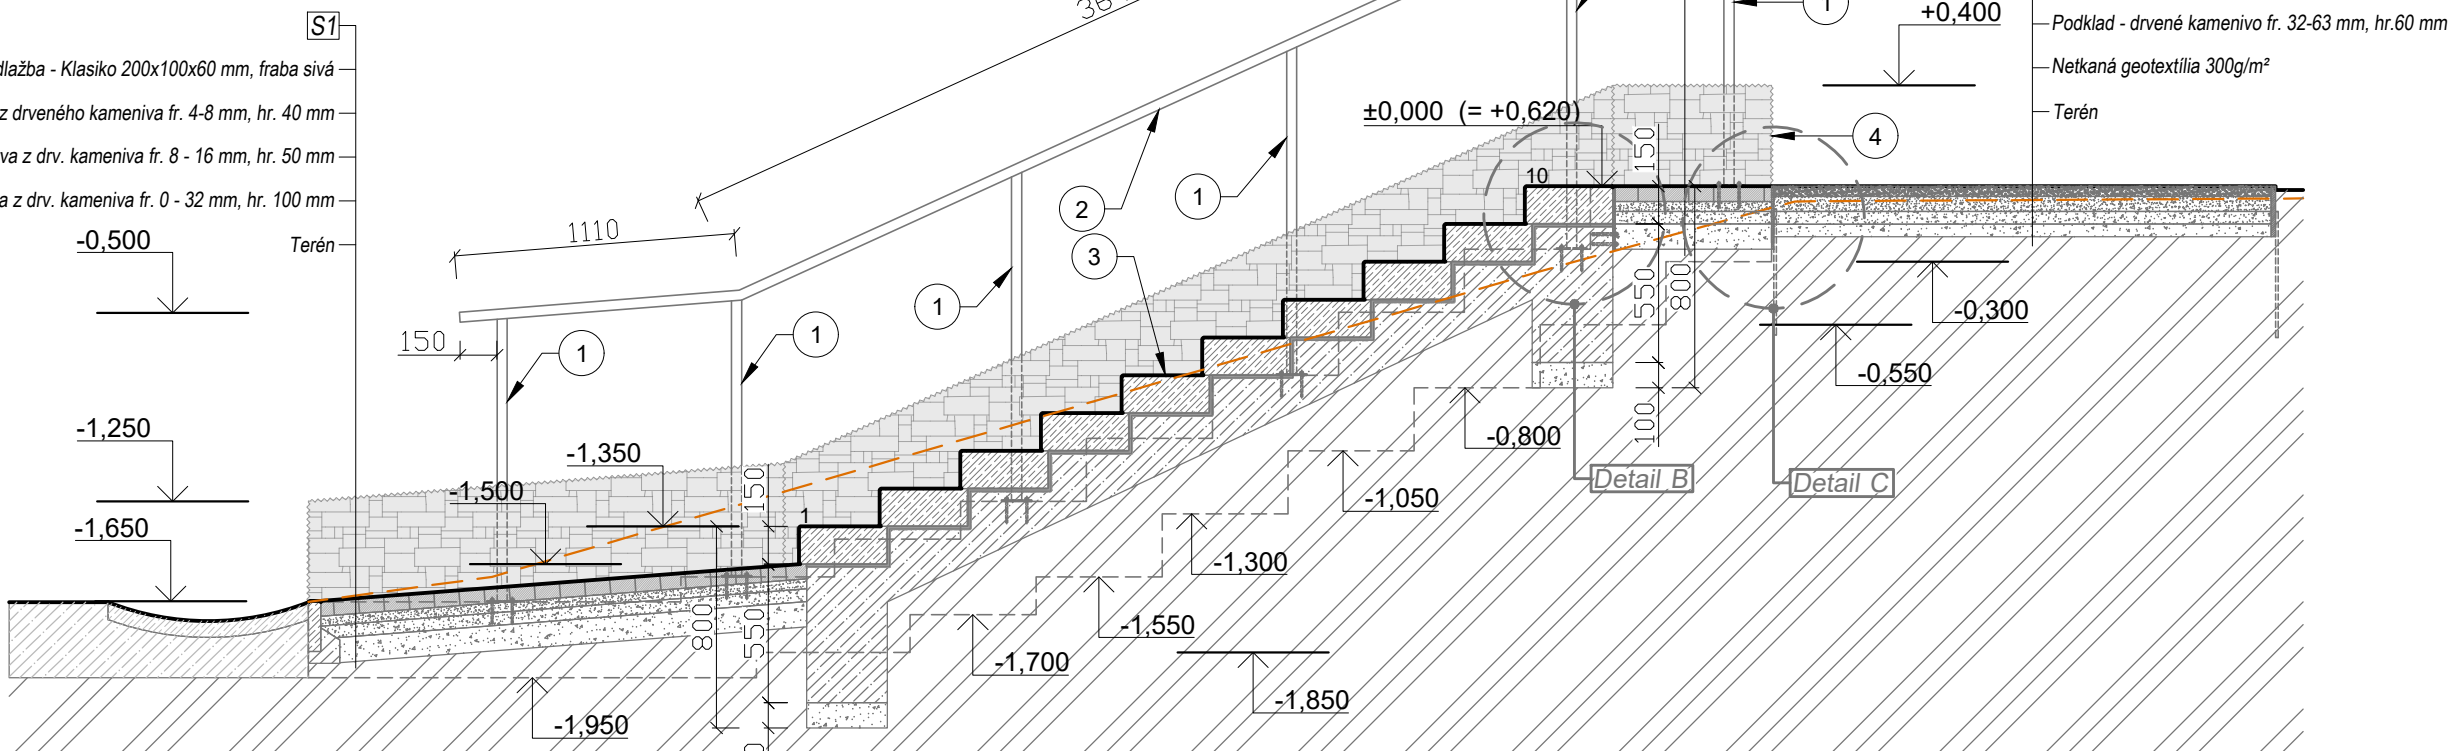 S1
- Klasiko 200x100x60 mm, fraba sivá
z drveného kameniva fr. 4-8 mm, hr. 40 mm
z drv. kameniva fr. 8 - 16 mm, hr. 50 mm
z drv. kameniva fr. 0 - 32 mm, hr. 100 mm
Terén
+0,400
Podklad - drvené kamenivo fr. 32-63 mm, hr.60 mm
Netkaná geotextília 300g/m²
Terén
±0,000 (= +0,620)
150
4
1
1
2
3
10
1110
-0,500
150
1
1
1
550
800
100
-0,300
-0,550
-0,800
Detail B
Detail C
-1,250
-1,350
-1,500
150
1
-1,050
-1,300
-1,650
800
550
-1,550
-1,700
-1,850
-1,950